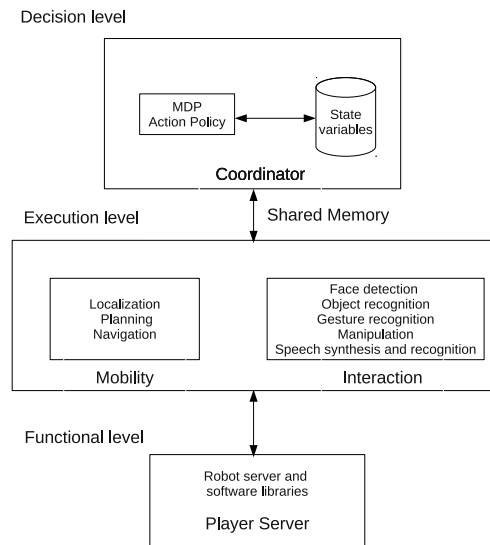 Decision level
MDP
Action Policy
State
variables
Coordinator
Execution level
Shared Memory
Localization
Planning
Navigation
Mobility
Face detection
Object recognition
Gesture recognition
Manipulation
Speech synthesis and recognition
Interaction
Functional level
Robot server and
software libraries
Player Server